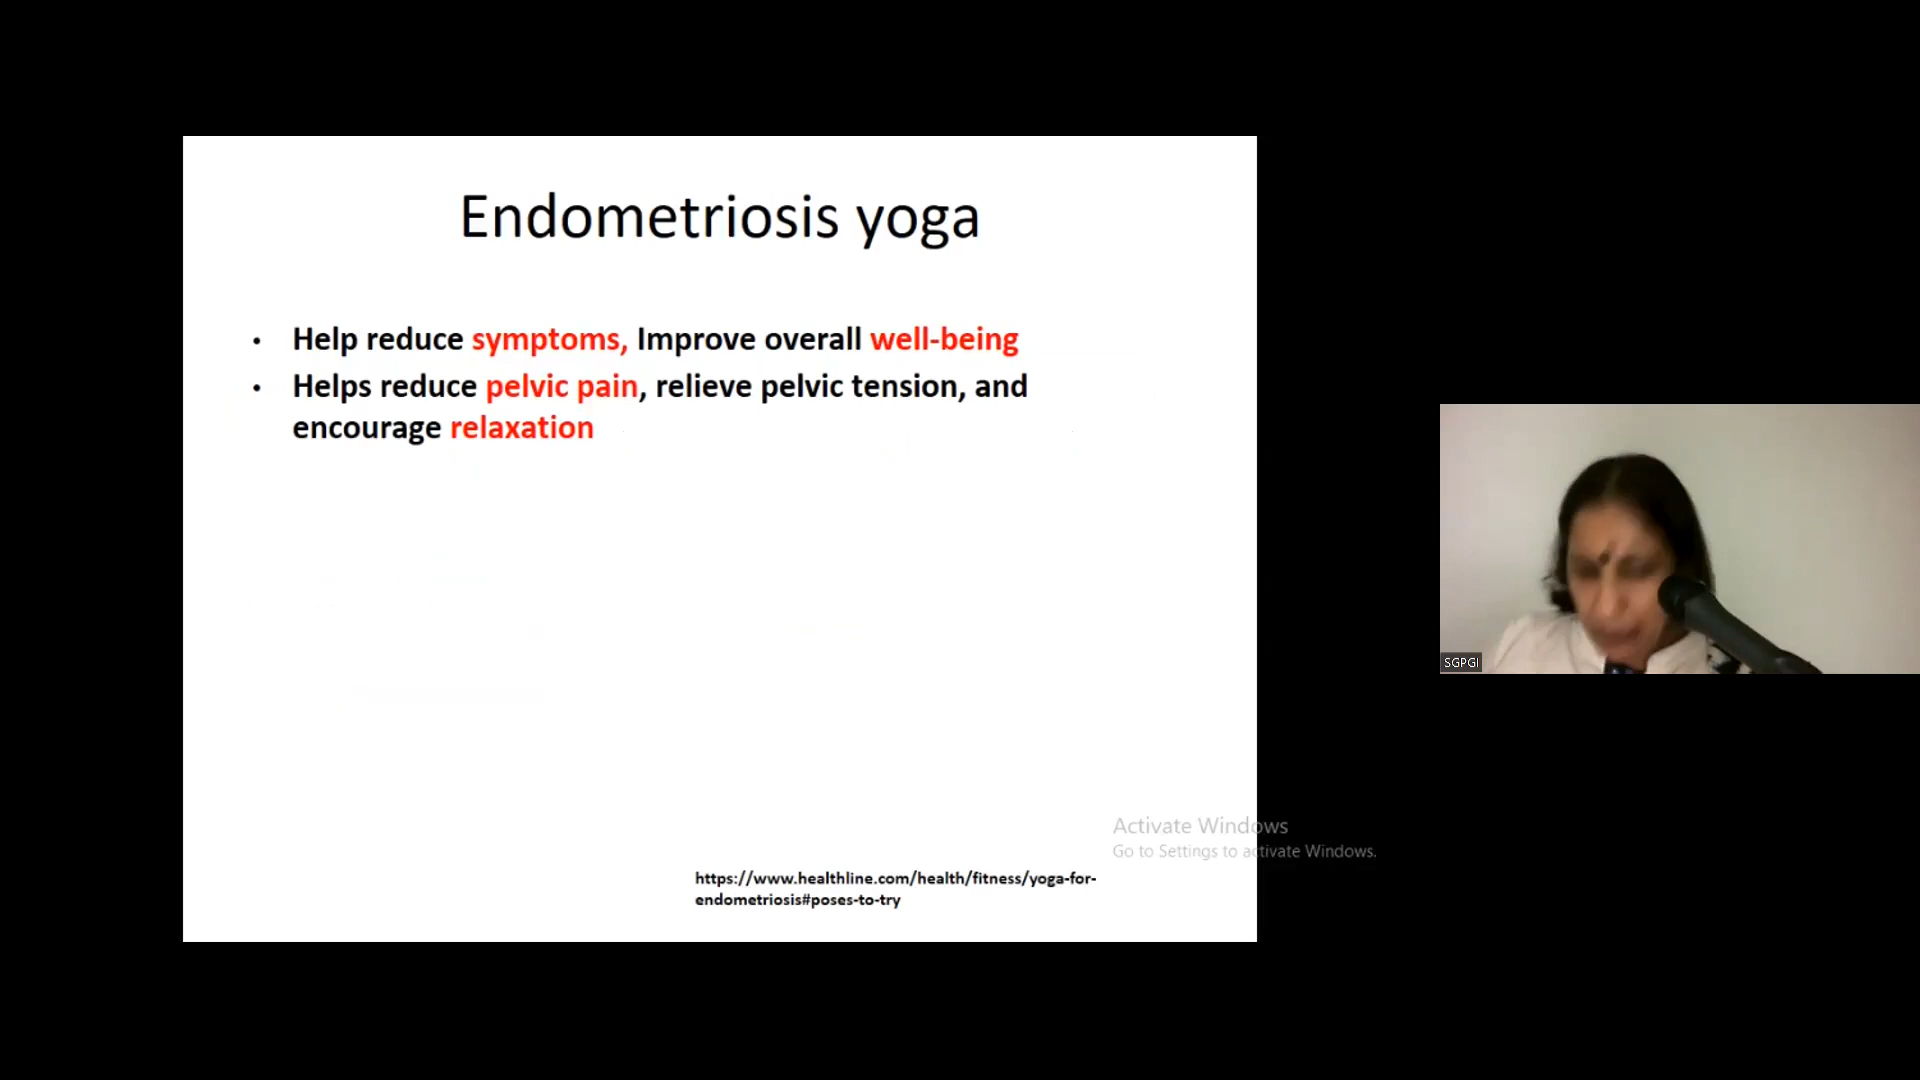 Endometriosis yoga
• Help reduce symptoms, Improve overall well-being
• Helps reduce pelvic pain, relieve pelvic tension, and
encourage relaxation
SGPGI
Activate Windows
Go to Settings to activate Windows.
https://www.healthline.com/health/fitness/yoga-for-
endometriosis#poses-to-try